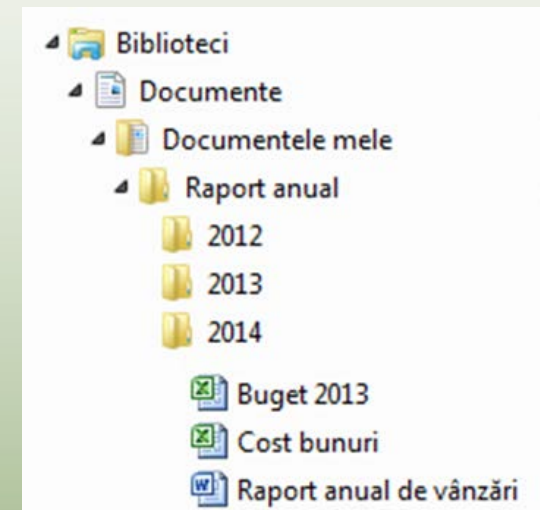 Biblioteci
Documente
Documentele mele
Raport anual
2012
2013
2014
Buget 2013
Cost bunuri
Raport anual de vânzări